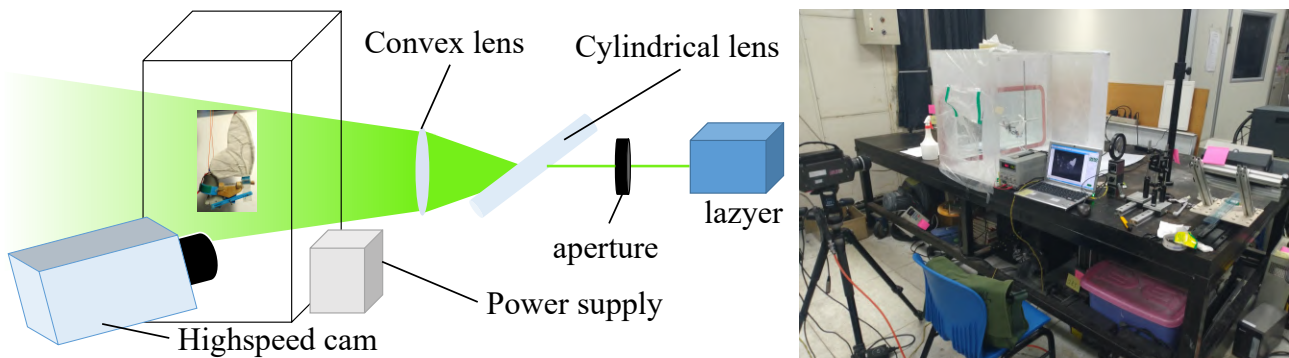 Convex lens
Cylindrical lens
lazyer
aperture
Power supply
Highspeed cam